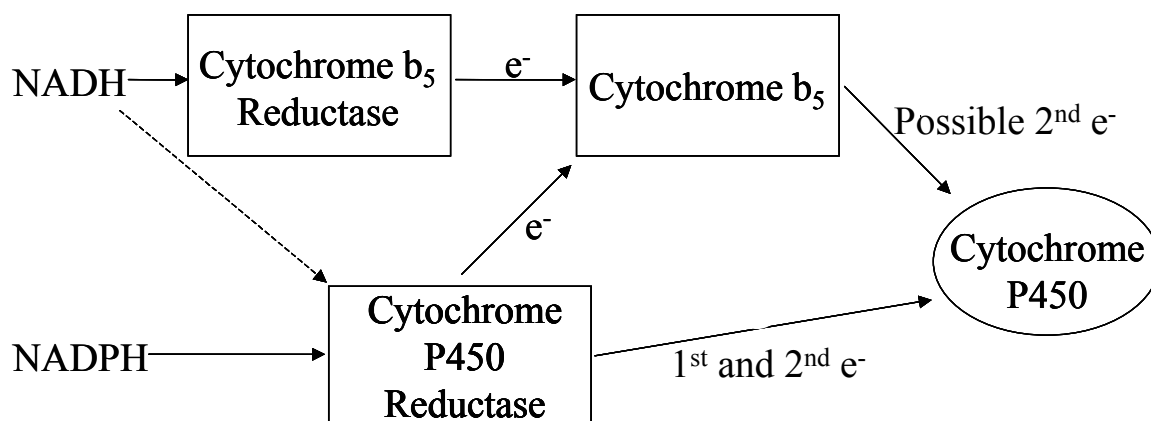 NADH
Cytochrome b₅
Reductase
e⁻
Cytochrome b₅
Possible 2ⁿᵈ e⁻
e⁻
Cytochrome
P450
NADPH
Cytochrome
P450
Reductase
1ˢᵗ and 2ⁿᵈ e⁻